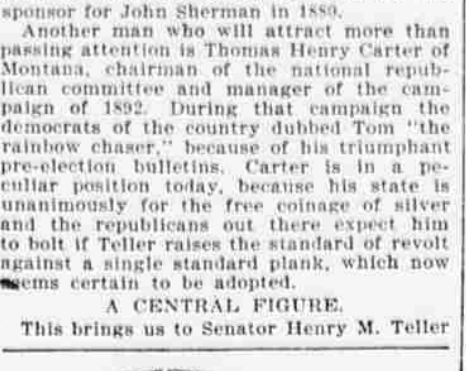 sponsor for John Sherman in 1880.
Another man who will attract more than
passing attention is Thomas Henry Carter of
Montana, chairman of the national repub-
lican committee and manager of the cam-
paign of 1892. During that campaign the
democrats of the country dubbed Tom "the
rainbow chaser," because of his triumphant
pre-election bulletins. Carter is in a pe-
culiar position today, because his state is
unanimously for the free coinage of silver
and the republicans out there expect him
to bolt if Teller raises the standard of revolt
against a single standard plank, which now
seems certain to be adopted.
A CENTRAL FIGURE.
This brings us to Senator Henry M. Teller